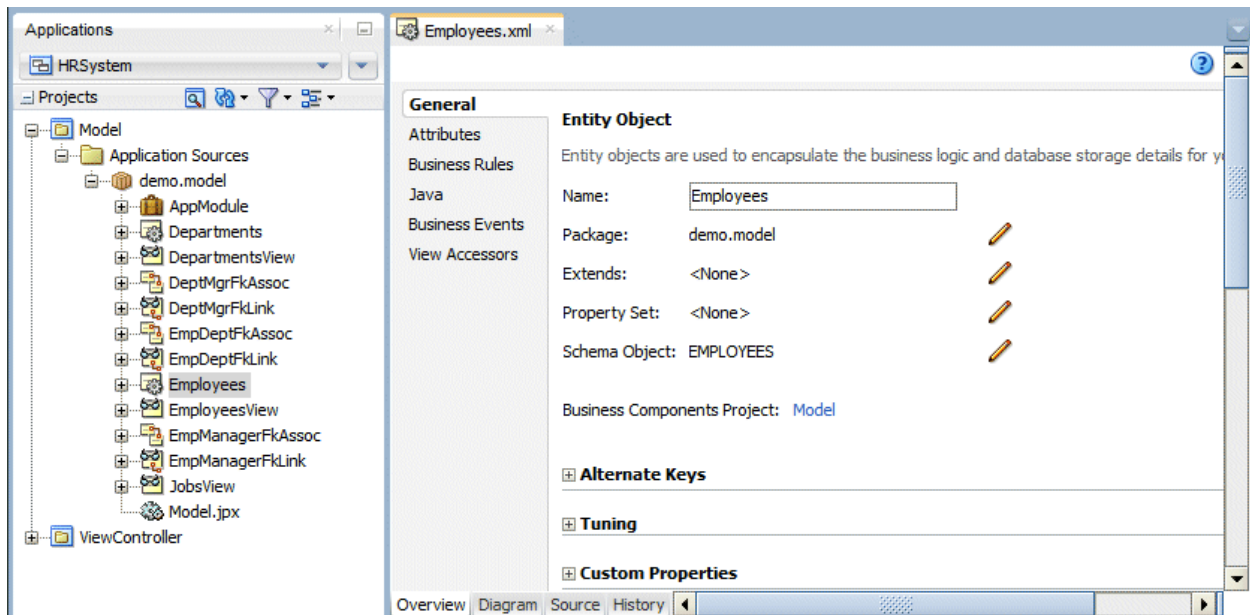 Applications
HRSystem
Projects
Model
Application Sources
demo.model
AppModule
Departments
DepartmentsView
DeptMgrFkAssoc
DeptMgrFkLink
EmpDeptFkAssoc
EmpDeptFkLink
Employees
EmployeesView
EmpManagerFkAssoc
EmpManagerFkLink
JobsView
Model.jpx
ViewController
Employees.xml
General
Attributes
Business Rules
Java
Business Events
View Accessors
Entity Object
Entity objects are used to encapsulate the business logic and database storage details for y
Name: Employees
Package: demo.model
Extends: <None>
Property Set: <None>
Schema Object: EMPLOYEES
Business Components Project: Model
Alternate Keys
Tuning
Custom Properties
Overview Diagram Source History